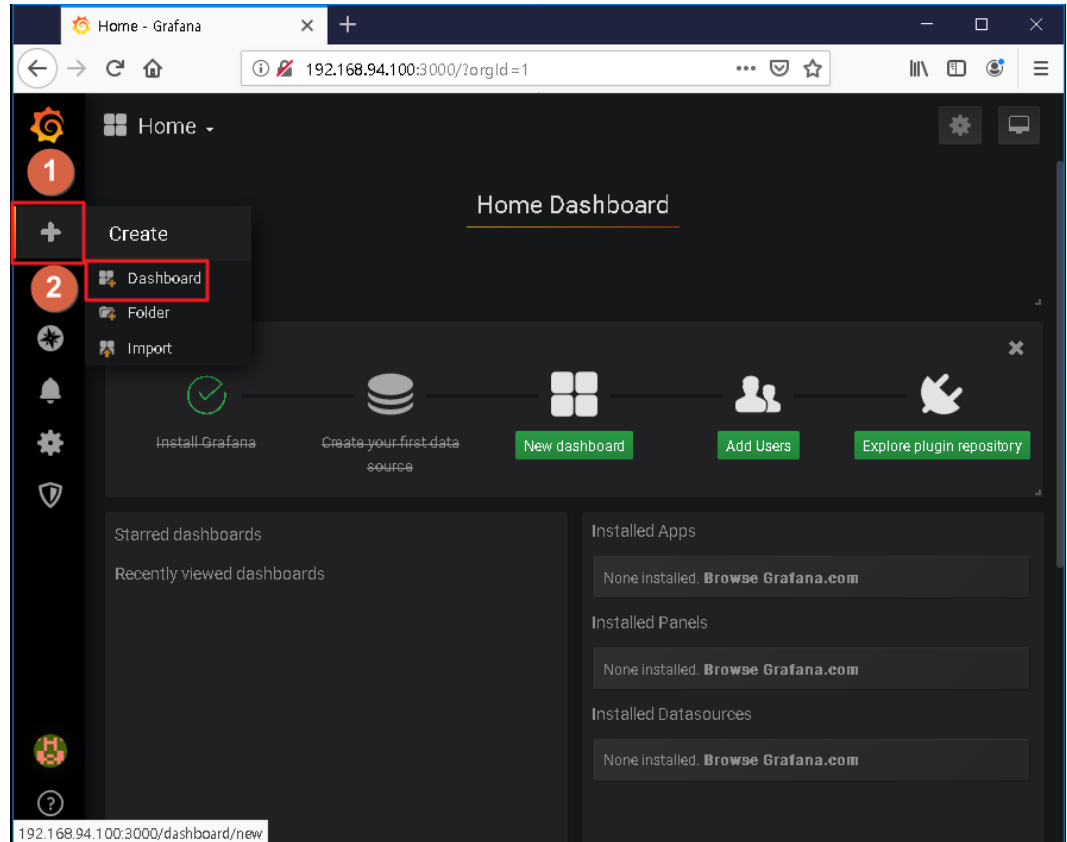 Home - Grafana
192.168.94.100:3000/?orgId=1
Home
1
Home Dashboard
Create
2
Dashboard
Folder
Import
Install Grafana
Create your first data
source
New dashboard
Add Users
Explore plugin repository
Starred dashboards
Recently viewed dashboards
Installed Apps
None installed. Browse Grafana.com
Installed Panels
None installed. Browse Grafana.com
Installed Datasources
None installed. Browse Grafana.com
192.168.94.100:3000/dashboard/new